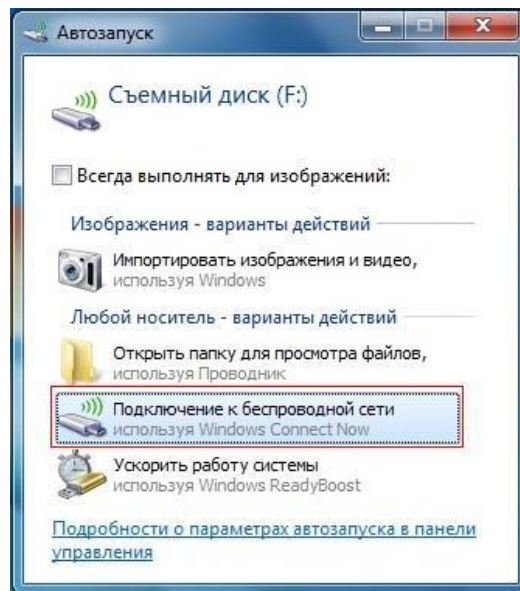 Автозапуск
Съемный диск (F:)
Всегда выполнять для изображений:
Изображения - варианты действий
Импортировать изображения и видео,
используя Windows
Любой носитель - варианты действий
Открыть папку для просмотра файлов,
используя Проводник
Подключение к беспроводной сети
используя Windows Connect Now
Ускорить работу системы
используя Windows ReadyBoost
Подробности о параметрах автозапуска в панели
управления